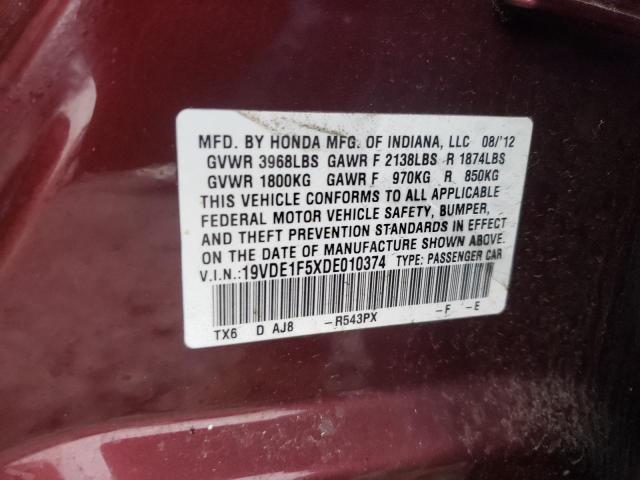 MFD. BY HONDA MFG. OF INDIANA, LLC 08/'12
GVWR 3968LBS GAWR F 2138LBS R 1874LBS
GVWR 1800KG GAWR F 970KG R 850KG
THIS VEHICLE CONFORMS TO ALL APPLICABLE
FEDERAL MOTOR VEHICLE SAFETY, BUMPER,
AND THEFT PREVENTION STANDARDS IN EFFECT
ON THE DATE OF MANUFACTURE SHOWN ABOVE.
V.I.N.: 19VDE1F5XDE010374 TYPE: PASSENGER CAR
TX6 D AJ8 -R543PX -F -E